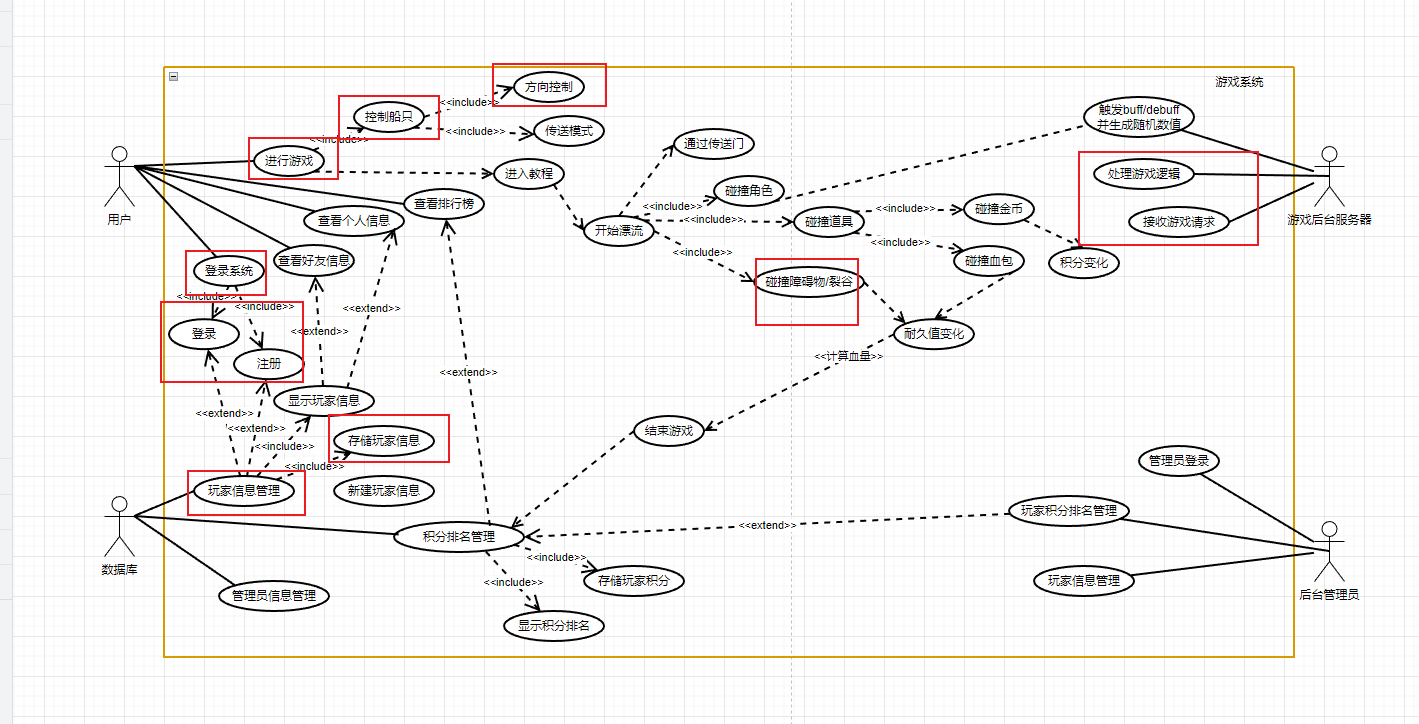 游戏系统
方向控制
<<include>>
控制船只
<<include>>
传送模式
触发buff/debuff
并生成随机数值
<<include>>
进行游戏
通过传送门
进入教程
处理游戏逻辑
碰撞角色
查看排行榜
<<include>>
碰撞金币
<<include>>
用户
查看个人信息
开始漂流
<<include>>
碰撞道具
接收游戏请求
游戏后台服务器
<<include>>
<<include>>
查看好友信息
碰撞血包
积分变化
登录系统
碰撞障碍物/裂谷
<<include>>
<<include>>
<<extend>>
登录
<<extend>>
耐久值变化
<<计算血量>>
注册
<<extend>>
显示玩家信息
<<extend>>
<<extend>>
结束游戏
存储玩家信息
<<include>>
<<include>>
管理员登录
玩家信息管理
新建玩家信息
玩家积分排名管理
<<extend>>
积分排名管理
<<include>>
数据库
<<include>>
存储玩家积分
玩家信息管理
后台管理员
管理员信息管理
显示积分排名